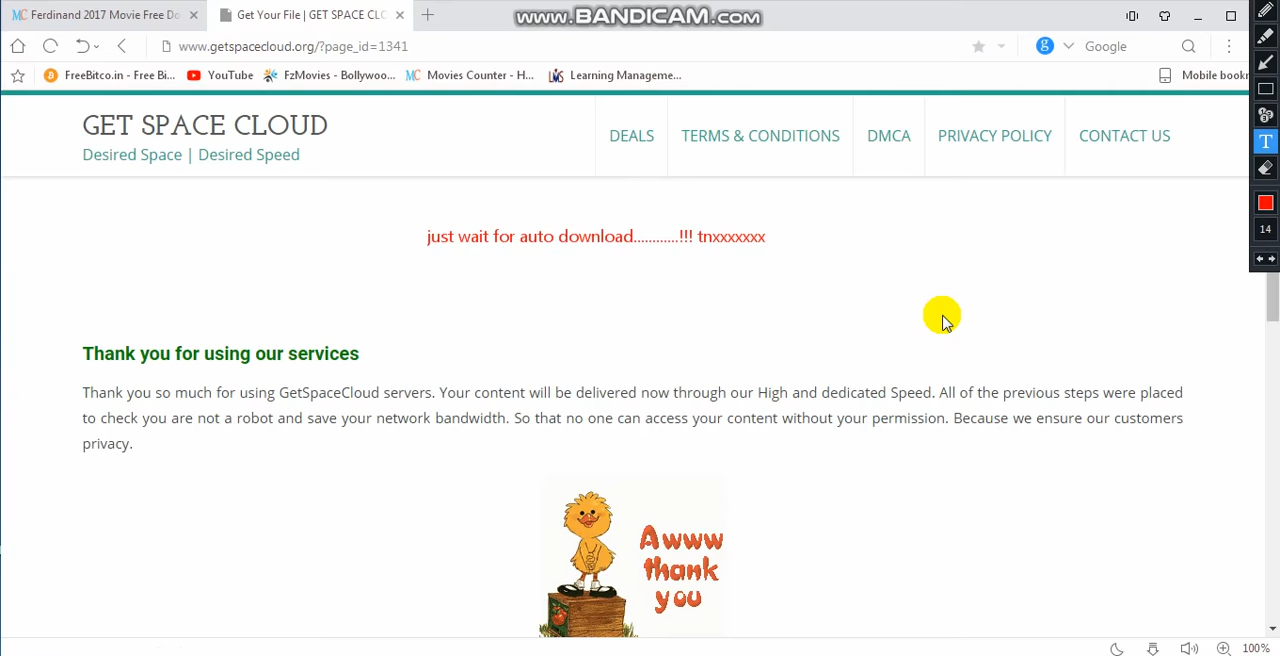 Ferdinand 2017 Movie Free Do
Get Your File | GET SPACE CLO
www.BANDICAM.com
www.getspacecloud.org/?page_id=1341
Google
FreeBitco.in - Free Bi...
YouTube
FzMovies - Bollywoo...
MC Movies Counter - H...
Learning Manageme...
Mobile bookm
GET SPACE CLOUD
Desired Space | Desired Speed
DEALS
TERMS & CONDITIONS
DMCA
PRIVACY POLICY
CONTACT US
T
14
just wait for auto download...........!!! tnxxxxxxx
Thank you for using our services
Thank you so much for using GetSpaceCloud servers. Your content will be delivered now through our High and dedicated Speed. All of the previous steps were placed
to check you are not a robot and save your network bandwidth. So that no one can access your content without your permission. Because we ensure our customers
privacy.
Awww
thank
you
100%